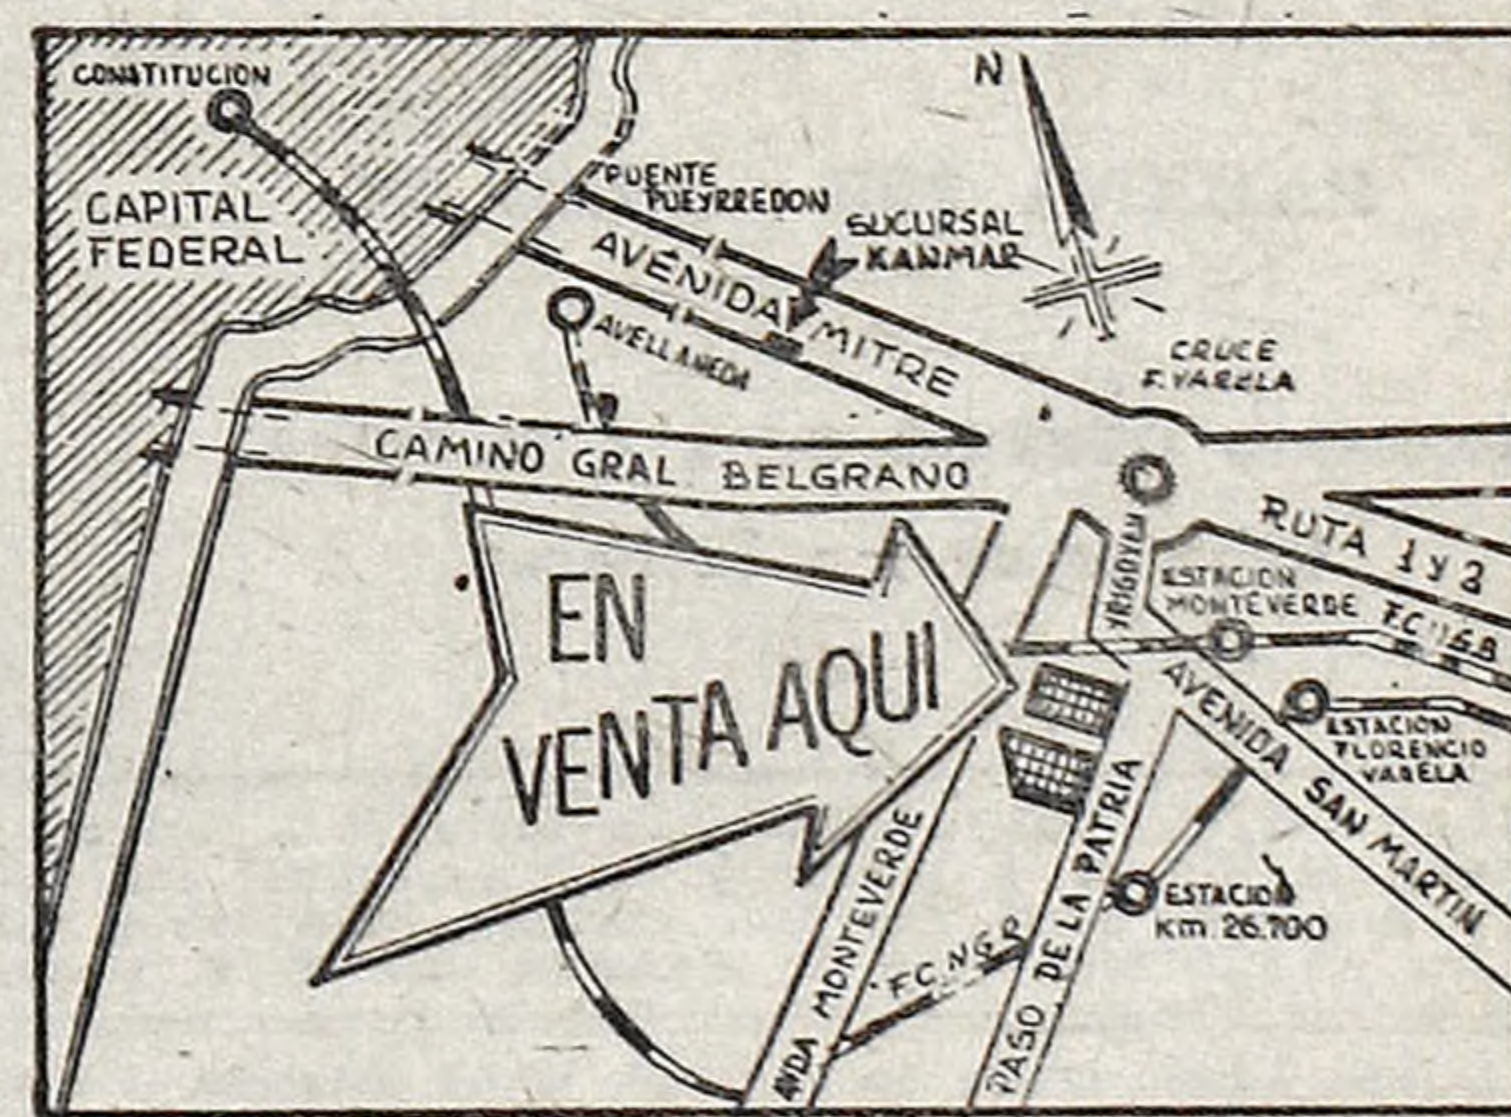 CONSTITUCION
CAPITAL
FEDERAL
N
PUENTE
PUEYRREDON
SUCURSAL
KANMAR
AVENIDA MITRE
AVELLANEDA
CRUCE
F. VARELA
CAMINO GRAL BELGRANO
RUTA 1 y 2
YRIGOYEN
ESTACION
MONTEVERDE
EN
VENTA AQUI
AVENIDA SAN MARTIN
ESTACION
FLORENCIO
VARELA
AVDA MONTEVERDE
F.C.N.G.R
PASO DE LA PATRIA
ESTACION
Km. 26.700